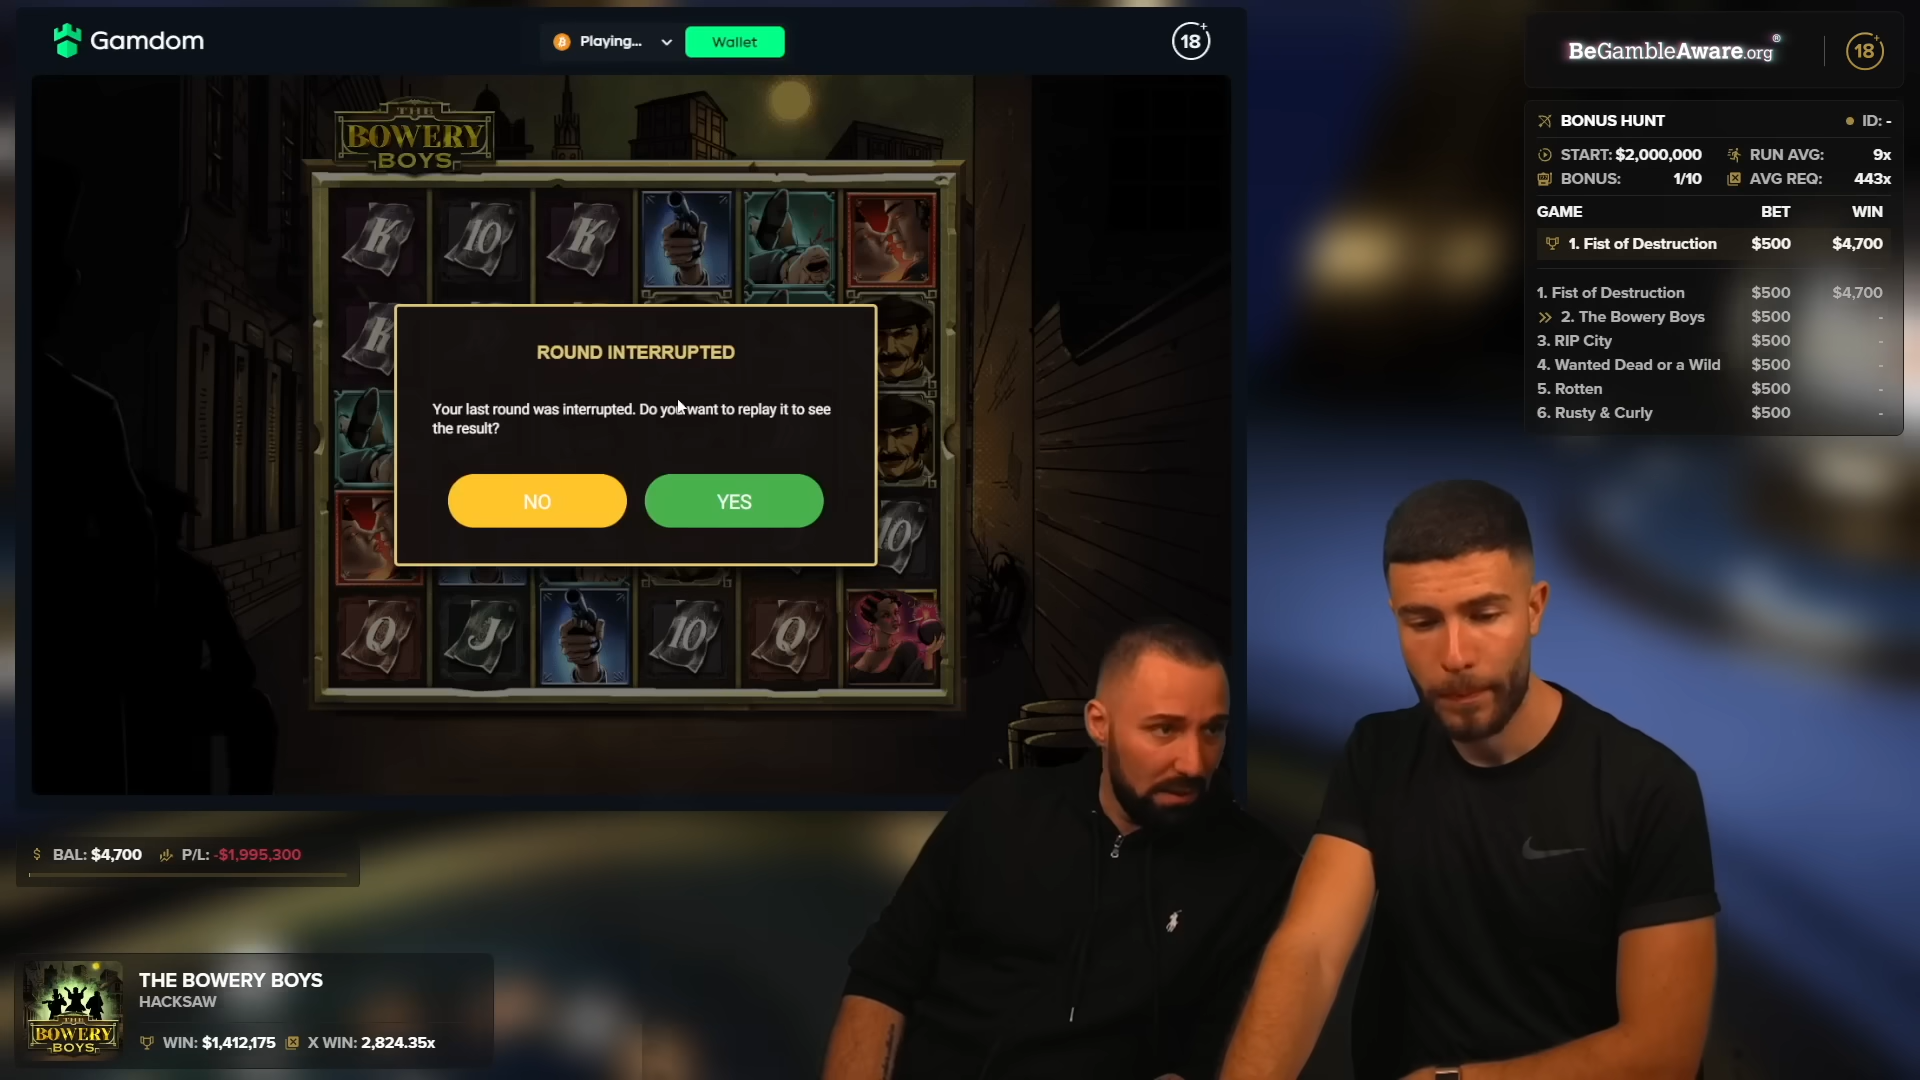 Gamdom
Playing...
Wallet
18+
BeGambleAware.org®
18+
THE
BOWERY
BOYS
K
10
K
K
10
Q
J
10
Q
ROUND INTERRUPTED
Your last round was interrupted. Do you want to replay it to see
the result?
NO
YES
BONUS HUNT
ID: -
START: $2,000,000
RUN AVG: 9x
BONUS: 1/10
AVG REQ: 443x
GAME BET WIN
1. Fist of Destruction $500 $4,700
1. Fist of Destruction $500 $4,700
2. The Bowery Boys $500 -
3. RIP City $500 -
4. Wanted Dead or a Wild $500 -
5. Rotten $500 -
6. Rusty & Curly $500 -
$ BAL: $4,700 P/L: -$1,995,300
THE
BOWERY
BOYS
THE BOWERY BOYS
HACKSAW
WIN: $1,412,175 X WIN: 2,824.35x